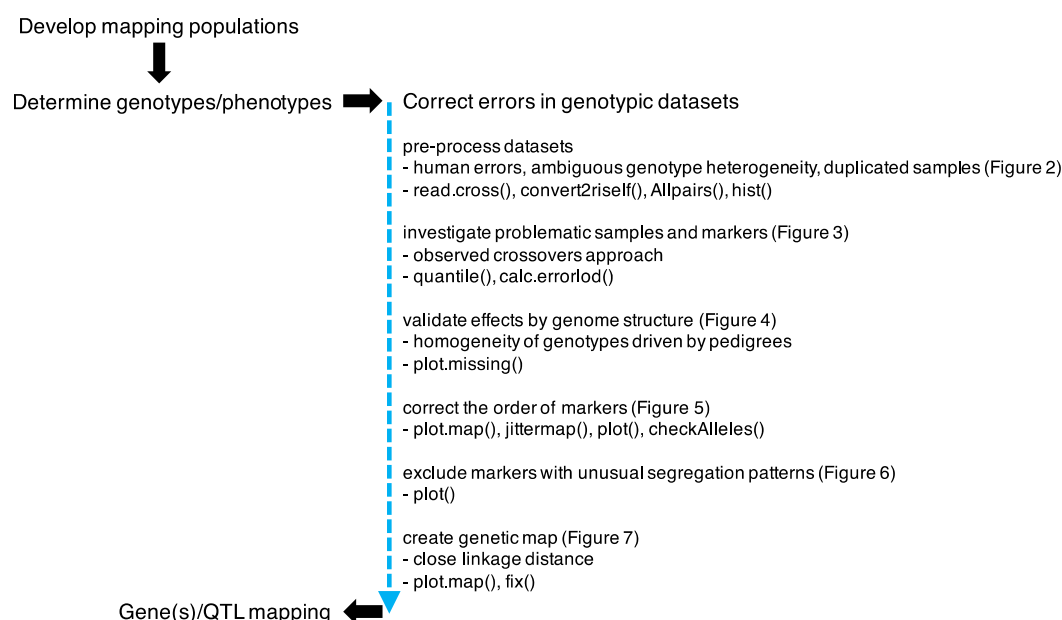 Develop mapping populations
Determine genotypes/phenotypes
Correct errors in genotypic datasets
pre-process datasets
- human errors, ambiguous genotype heterogeneity, duplicated samples (Figure 2)
- read.cross(), convert2riself(), Allpairs(), hist()
investigate problematic samples and markers (Figure 3)
- observed crossovers approach
- quantile(), calc.errorlod()
validate effects by genome structure (Figure 4)
- homogeneity of genotypes driven by pedigrees
- plot.missing()
correct the order of markers (Figure 5)
- plot.map(), jittermap(), plot(), checkAlleles()
exclude markers with unusual segregation patterns (Figure 6)
- plot()
create genetic map (Figure 7)
- close linkage distance
- plot.map(), fix()
Gene(s)/QTL mapping